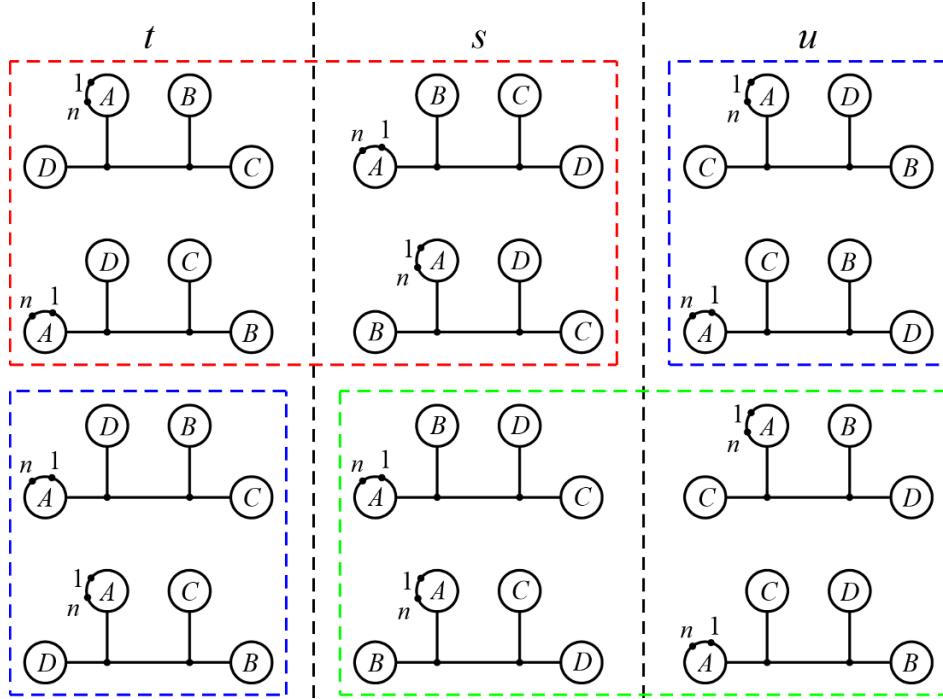 t s u
1 A B B C 1 A D
n n 1 n
D C A D C B
D C 1 A D C B
n 1 n n 1
A B B C A D
D B B D 1 A B
n 1 n 1 n
A C A C C D
1 A C 1 A C C D
n n n 1
D B B D A B